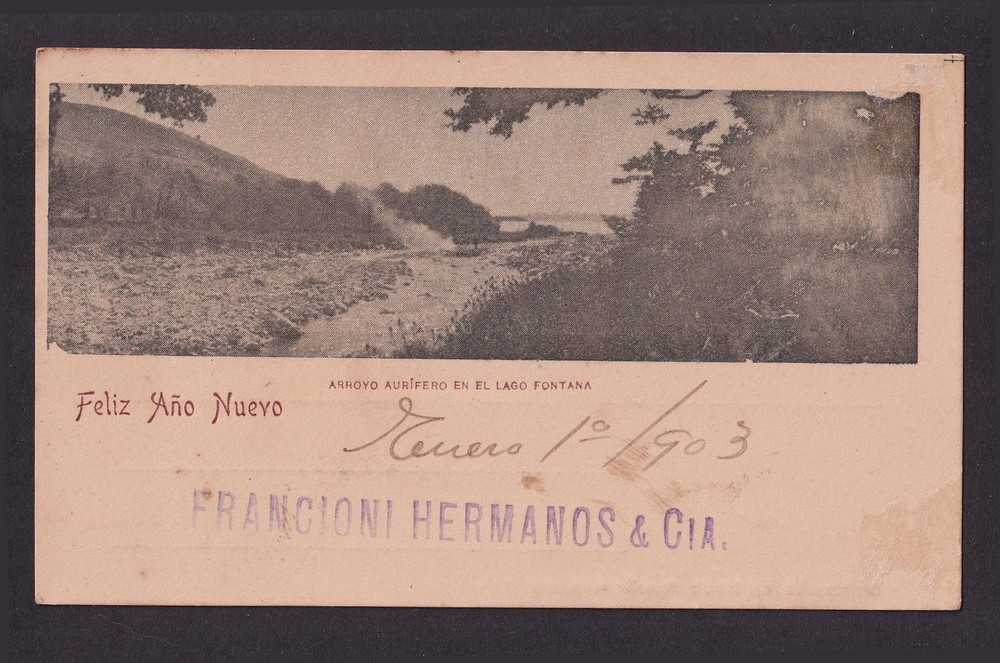 ARROYO AURÍFERO EN EL LAGO FONTANA
Feliz Año Nuevo
Enero 1º/903
FRANCIONI HERMANOS & CIA.